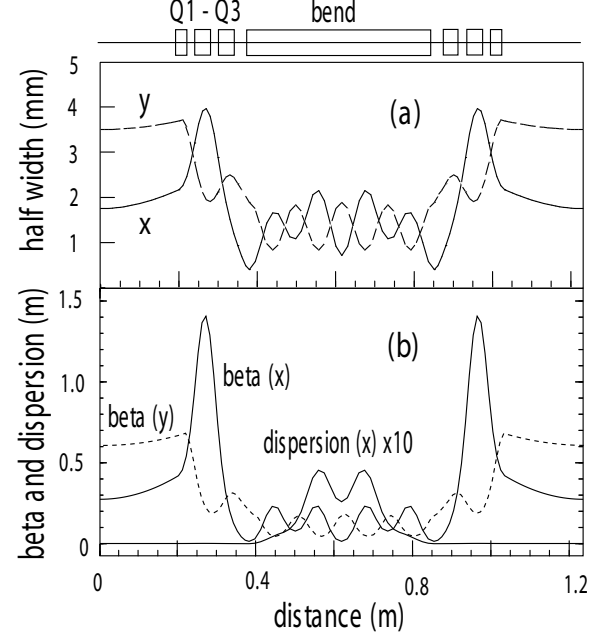 Q1 - Q3
bend
5
4
3
2
1
half width (mm)
y
x
(a)
1.5
1.0
0.5
0
beta and dispersion (m)
(b)
beta (x)
beta (y)
dispersion (x) x10
0
0.4
0.8
1.2
distance (m)